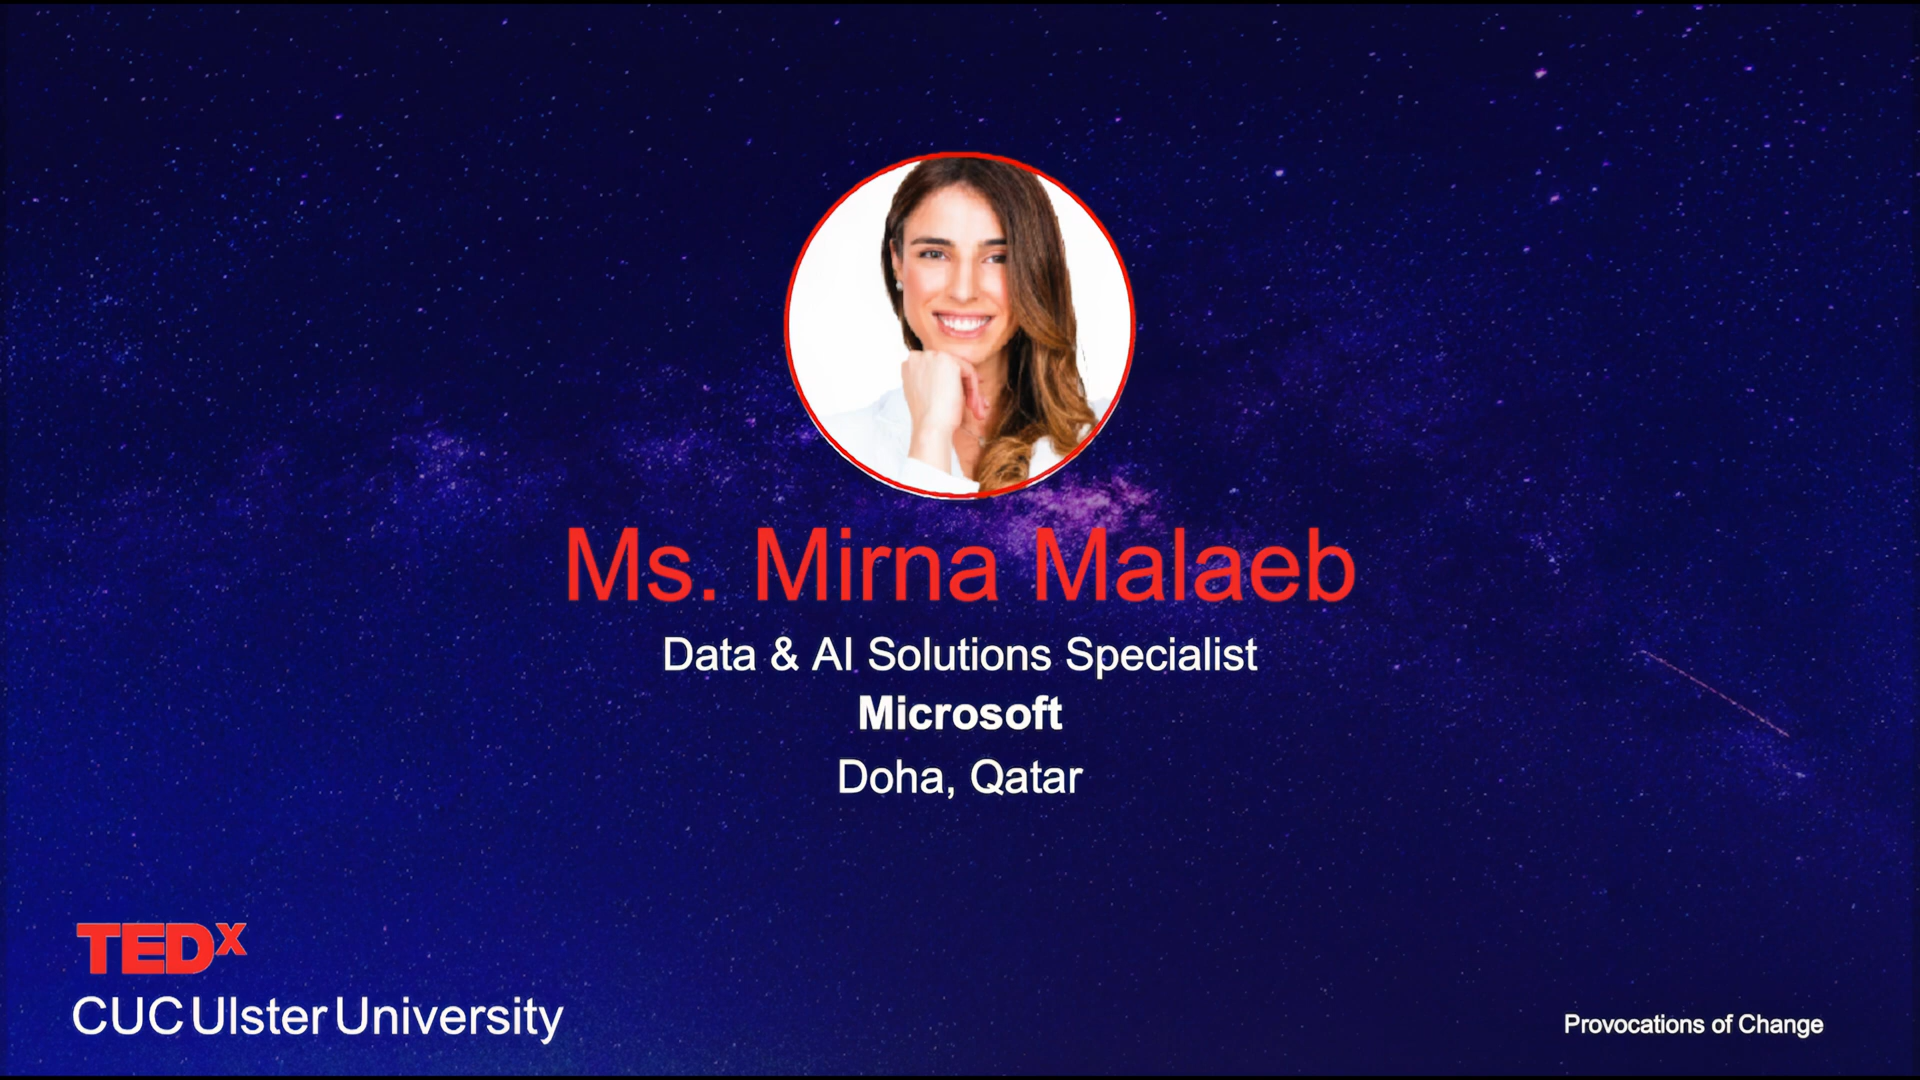 Ms. Mirna Malaeb
Data & AI Solutions Specialist
Microsoft
Doha, Qatar
TEDx
CUC Ulster University
Provocations of Change